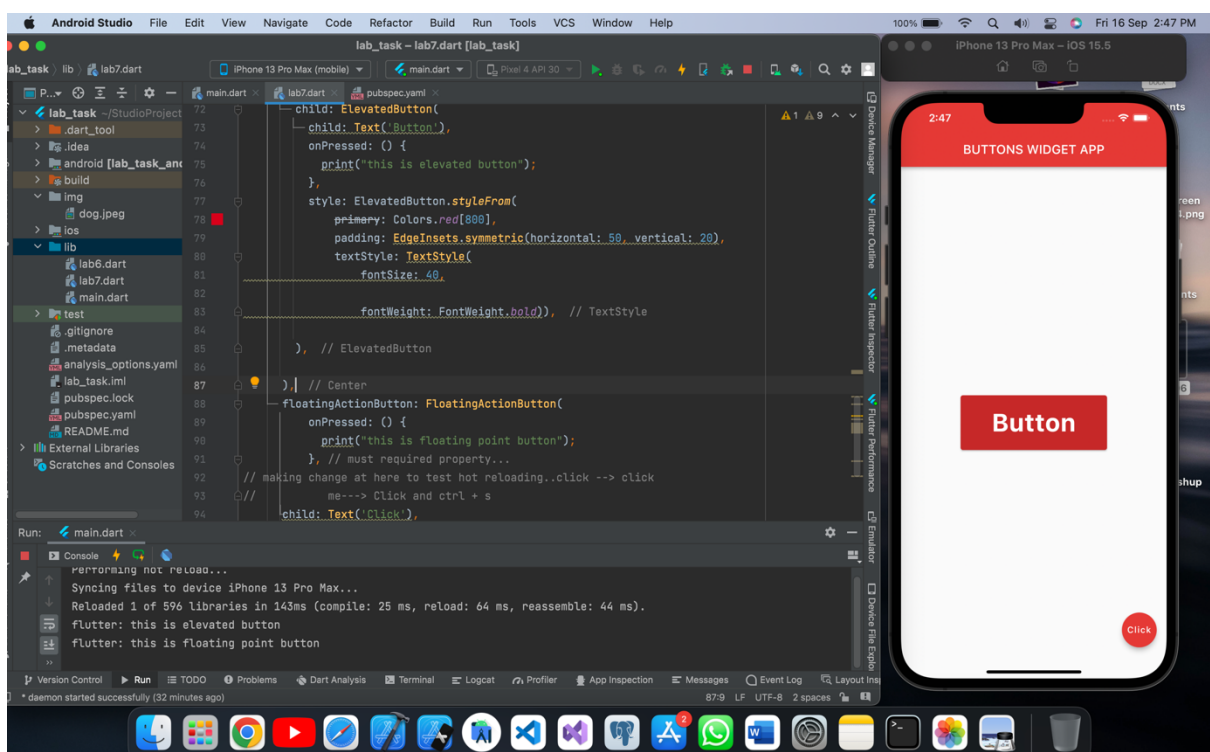 Android Studio File Edit View Navigate Code Refactor Build Run Tools VCS Window Help 100% Fri 16 Sep 2:47 PM
lab_task – lab7.dart [lab_task]
iPhone 13 Pro Max – iOS 15.5
lab_task lib lab7.dart iPhone 13 Pro Max (mobile) main.dart Pixel 4 API 30
P... main.dart lab7.dart pubspec.yaml
lab_task ~/StudioProject
.dart_tool
.idea
android [lab_task_and
build
img
dog.jpeg
ios
lib
lab6.dart
lab7.dart
main.dart
test
.gitignore
.metadata
analysis_options.yaml
lab_task.iml
pubspec.lock
pubspec.yaml
README.md
External Libraries
Scratches and Consoles
1 9
72 child: ElevatedButton(
73 child: Text('Button'),
74 onPressed: () {
75 print("this is elevated button");
76 },
77 style: ElevatedButton.styleFrom(
78 primary: Colors.red[800],
79 padding: EdgeInsets.symmetric(horizontal: 50, vertical: 20),
80 textStyle: TextStyle(
81 fontSize: 40,
82
83 fontWeight: FontWeight.bold)), // TextStyle
84
85 ), // ElevatedButton
86
87 ), // Center
88 floatingActionButton: FloatingActionButton(
89 onPressed: () {
90 print("this is floating point button");
91 }, // must required property...
92 // making change at here to test hot reloading..click --> click
93 // me---> Click and ctrl + s
94 child: Text('Click'),
Device Manager
Flutter Outline
Flutter Inspector
Flutter Performance
Emulator
Device File Explo
Run: main.dart
Console
Performing hot reload...
Syncing files to device iPhone 13 Pro Max...
Reloaded 1 of 596 libraries in 143ms (compile: 25 ms, reload: 64 ms, reassemble: 44 ms).
flutter: this is elevated button
flutter: this is floating point button
Version Control Run TODO Problems Dart Analysis Terminal Logcat Profiler App Inspection Messages Event Log Layout Ins
* daemon started successfully (32 minutes ago) 87:9 LF UTF-8 2 spaces
2:47
BUTTONS WIDGET APP
Button
Click
nts
reen
.png
nts
6
shup
2